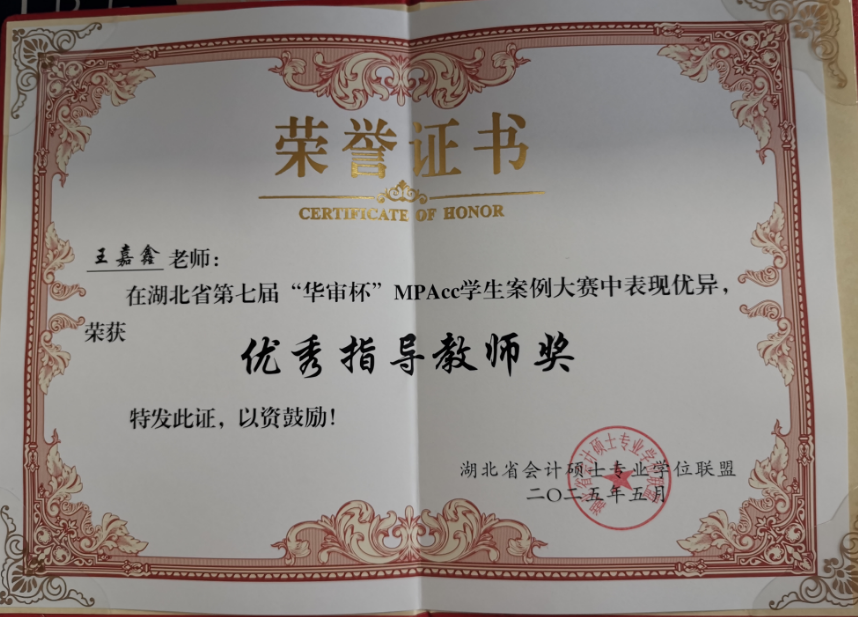 荣誉证书
CERTIFICATE OF HONOR
王嘉鑫 老师：
在湖北省第七届“华审杯”MPAcc学生案例大赛中表现优异，
荣获
优秀指导教师奖
特发此证，以资鼓励！
湖北省会计硕士专业学位联盟
二〇二五年五月